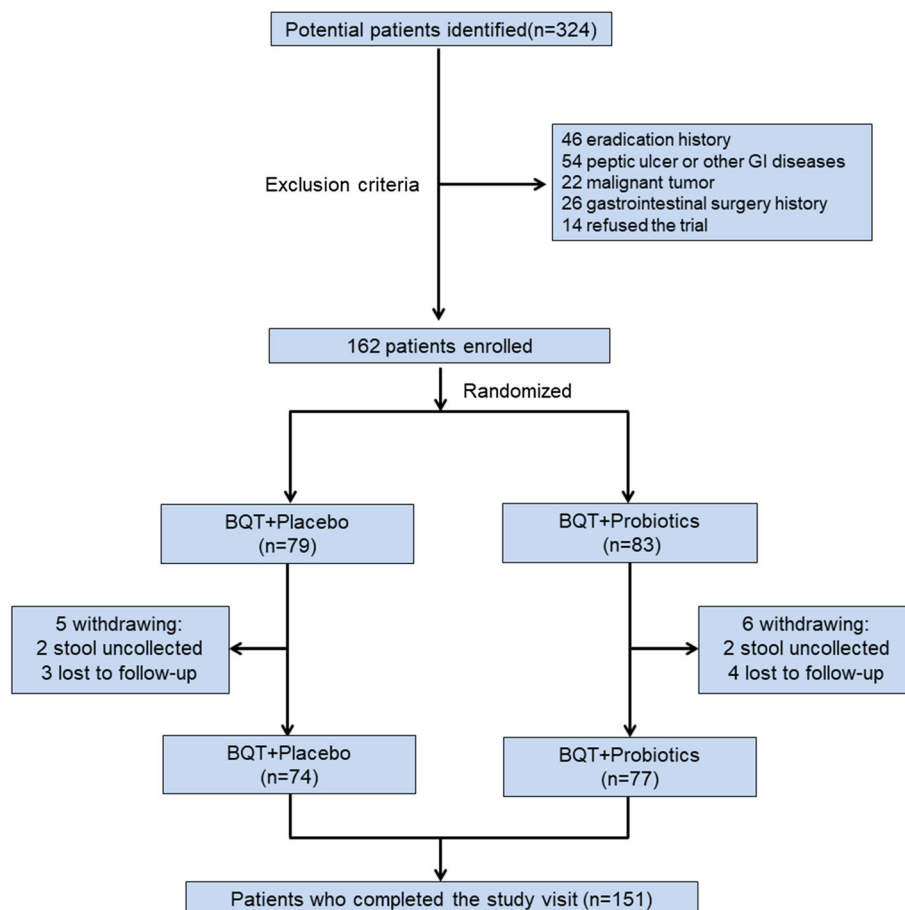 Potential patients identified(n=324)
46 eradication history
54 peptic ulcer or other GI diseases
22 malignant tumor
26 gastrointestinal surgery history
14 refused the trial
Exclusion criteria
162 patients enrolled
Randomized
BQT+Placebo
(n=79)
BQT+Probiotics
(n=83)
5 withdrawing:
2 stool uncollected
3 lost to follow-up
6 withdrawing:
2 stool uncollected
4 lost to follow-up
BQT+Placebo
(n=74)
BQT+Probiotics
(n=77)
Patients who completed the study visit (n=151)